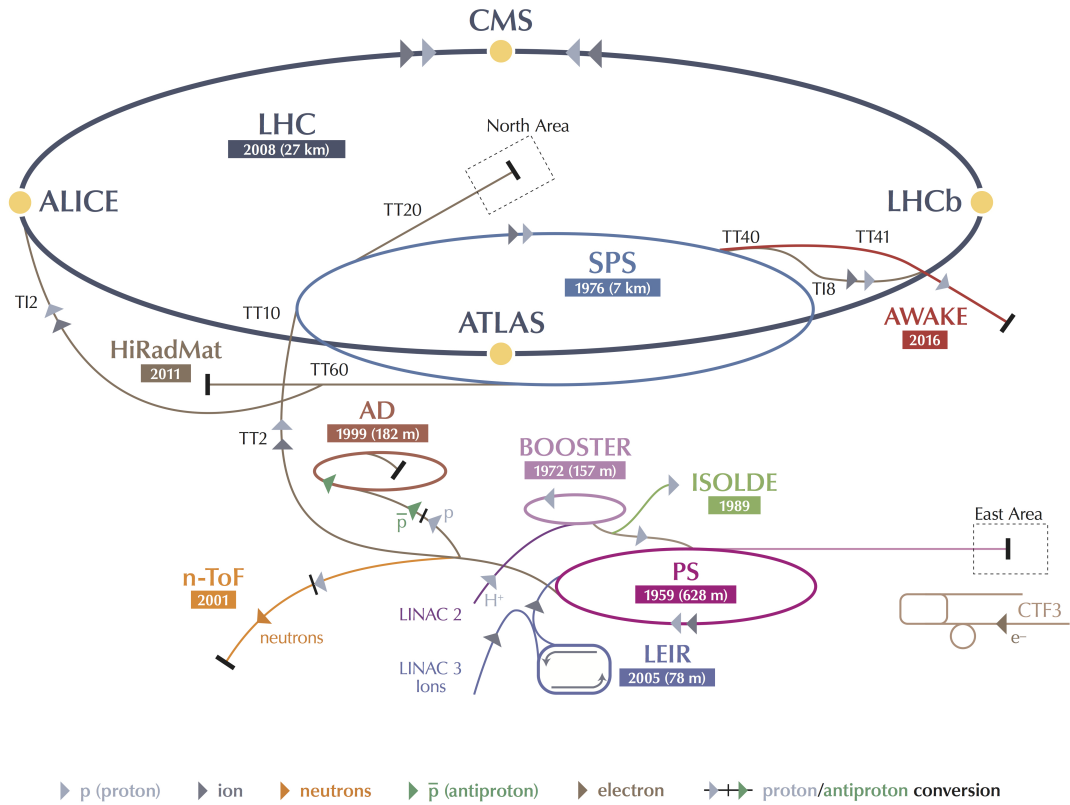 CMS
LHC
2008 (27 km)
North Area
ALICE
TT20
LHCb
TT40
TT41
SPS
1976 (7 km)
TI2
TT10
TI8
ATLAS
AWAKE
2016
HiRadMat
2011
TT60
AD
1999 (182 m)
TT2
BOOSTER
1972 (157 m)
ISOLDE
1989
p
p̅
East Area
n-ToF
2001
PS
1959 (628 m)
H+
LINAC 2
neutrons
CTF3
e–
LEIR
2005 (78 m)
LINAC 3
Ions
p (proton)
ion
neutrons
p̅ (antiproton)
electron
proton/antiproton conversion